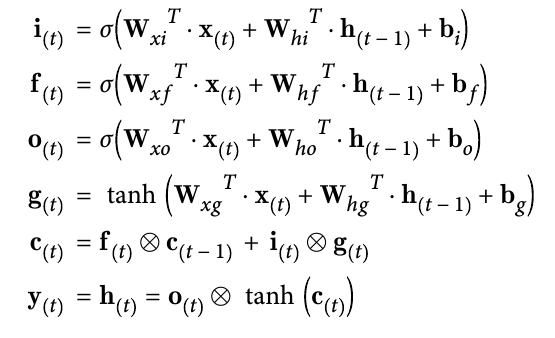 i(t) = σ(Wxi^T · x(t) + Whi^T · h(t − 1) + bi)
f(t) = σ(Wxf^T · x(t) + Whf^T · h(t − 1) + bf)
o(t) = σ(Wxo^T · x(t) + Who^T · h(t − 1) + bo)
g(t) = tanh (Wxg^T · x(t) + Whg^T · h(t − 1) + bg)
c(t) = f(t) ⊗ c(t − 1) + i(t) ⊗ g(t)
y(t) = h(t) = o(t) ⊗ tanh (c(t))